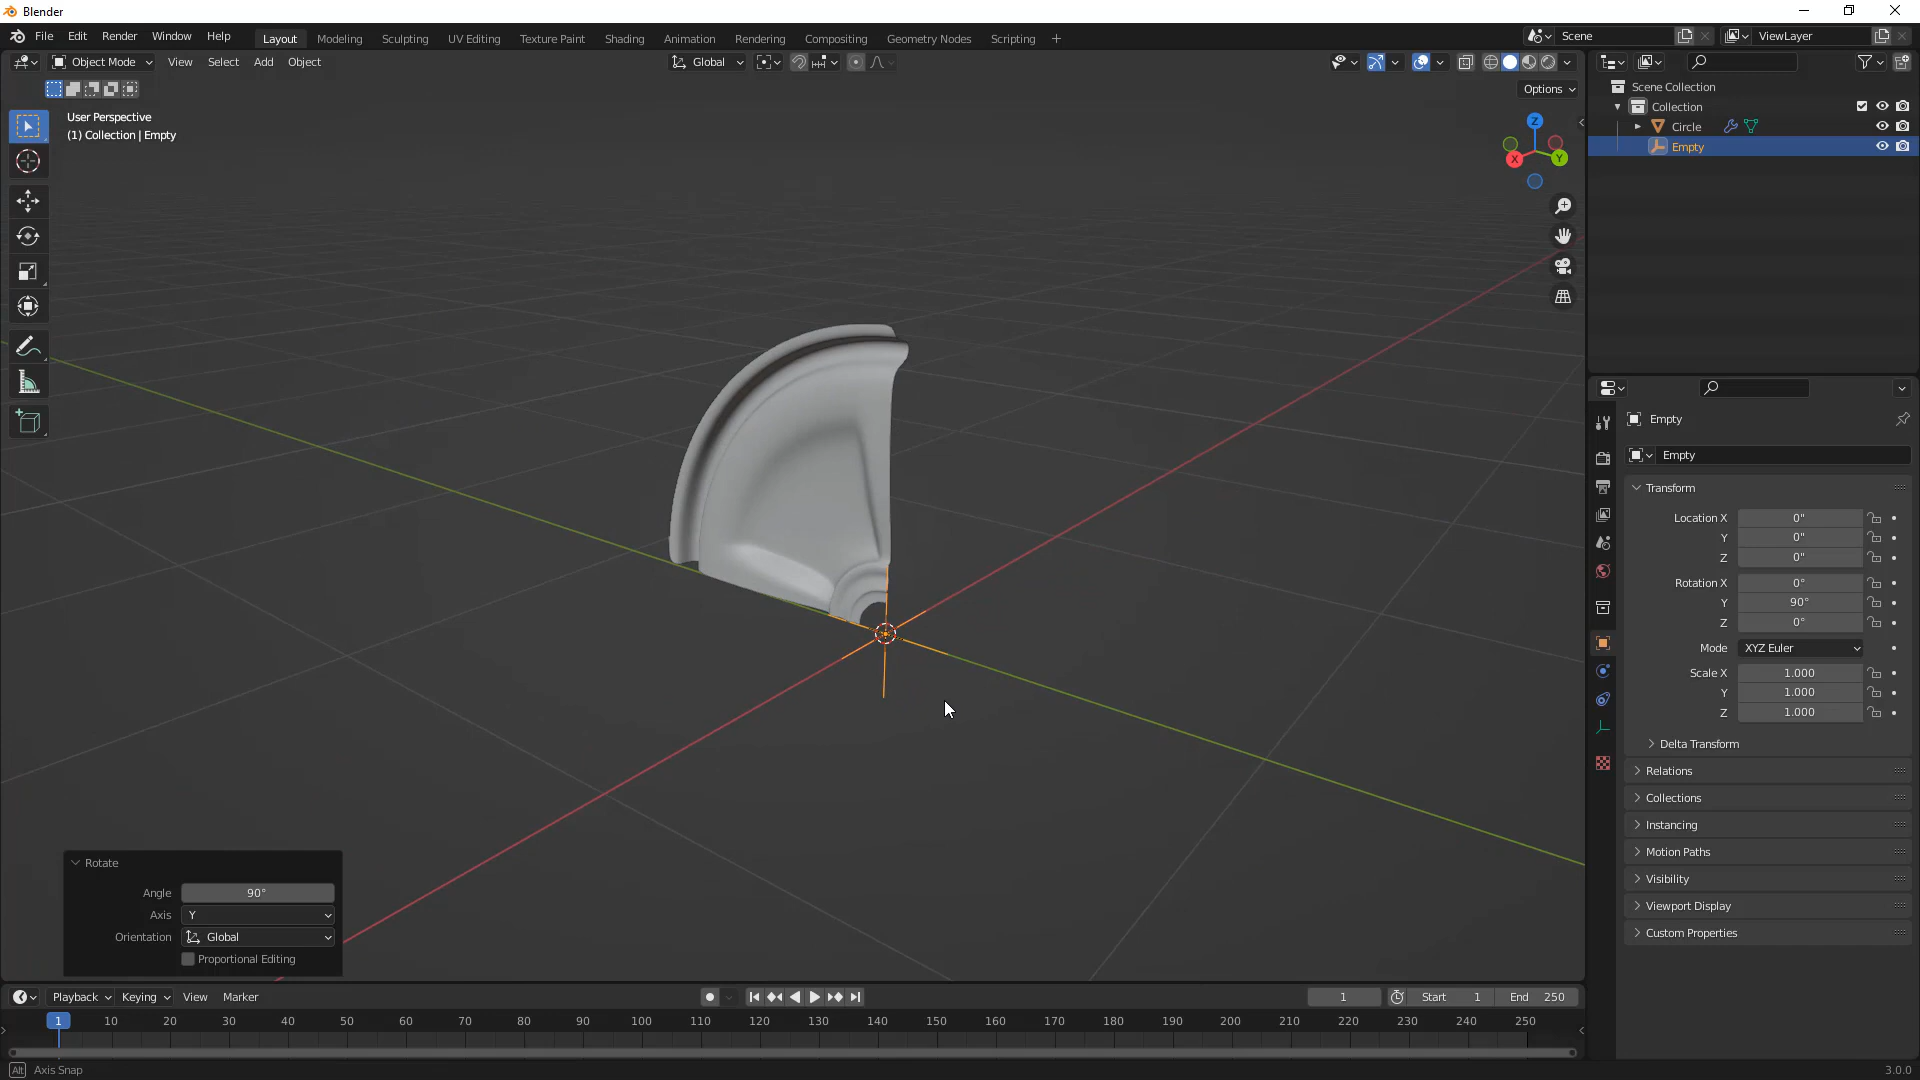 Blender
File Edit Render Window Help Layout Modeling Sculpting UV Editing Texture Paint Shading Animation Rendering Compositing Geometry Nodes Scripting + Scene ViewLayer
Object Mode View Select Add Object Global
Options
User Perspective
(1) Collection | Empty
Z
X Y
Scene Collection
Collection
Circle
Empty
Empty
Empty
Transform
Location X 0"
Y 0"
Z 0"
Rotation X 0°
Y 90°
Z 0°
Mode XYZ Euler
Scale X 1.000
Y 1.000
Z 1.000
Delta Transform
Relations
Collections
Instancing
Motion Paths
Visibility
Viewport Display
Custom Properties
Rotate
Angle 90°
Axis Y
Orientation Global
Proportional Editing
Playback Keying View Marker 1 Start 1 End 250
1 10 20 30 40 50 60 70 80 90 100 110 120 130 140 150 160 170 180 190 200 210 220 230 240 250
Alt Axis Snap 3.0.0